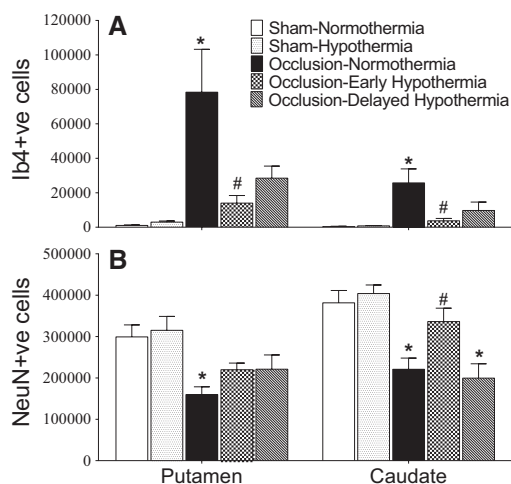 A
Ib4+ve cells
120000
100000
80000
60000
40000
20000
0
*
#
*
#
Sham-Normothermia
Sham-Hypothermia
Occlusion-Normothermia
Occlusion-Early Hypothermia
Occlusion-Delayed Hypothermia
B
NeuN+ve cells
500000
400000
300000
200000
100000
0
*
*
#
*
Putamen
Caudate